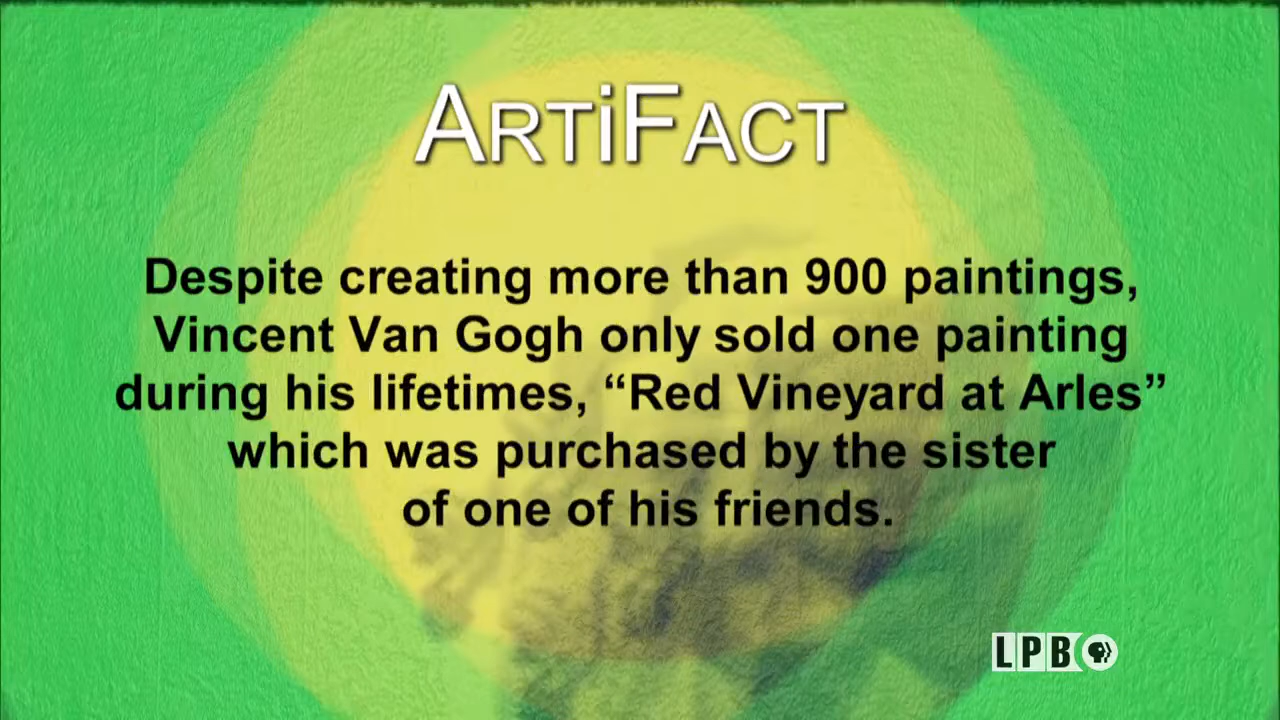 ARTiFACT
Despite creating more than 900 paintings,
Vincent Van Gogh only sold one painting
during his lifetimes, “Red Vineyard at Arles”
which was purchased by the sister
of one of his friends.
LPB